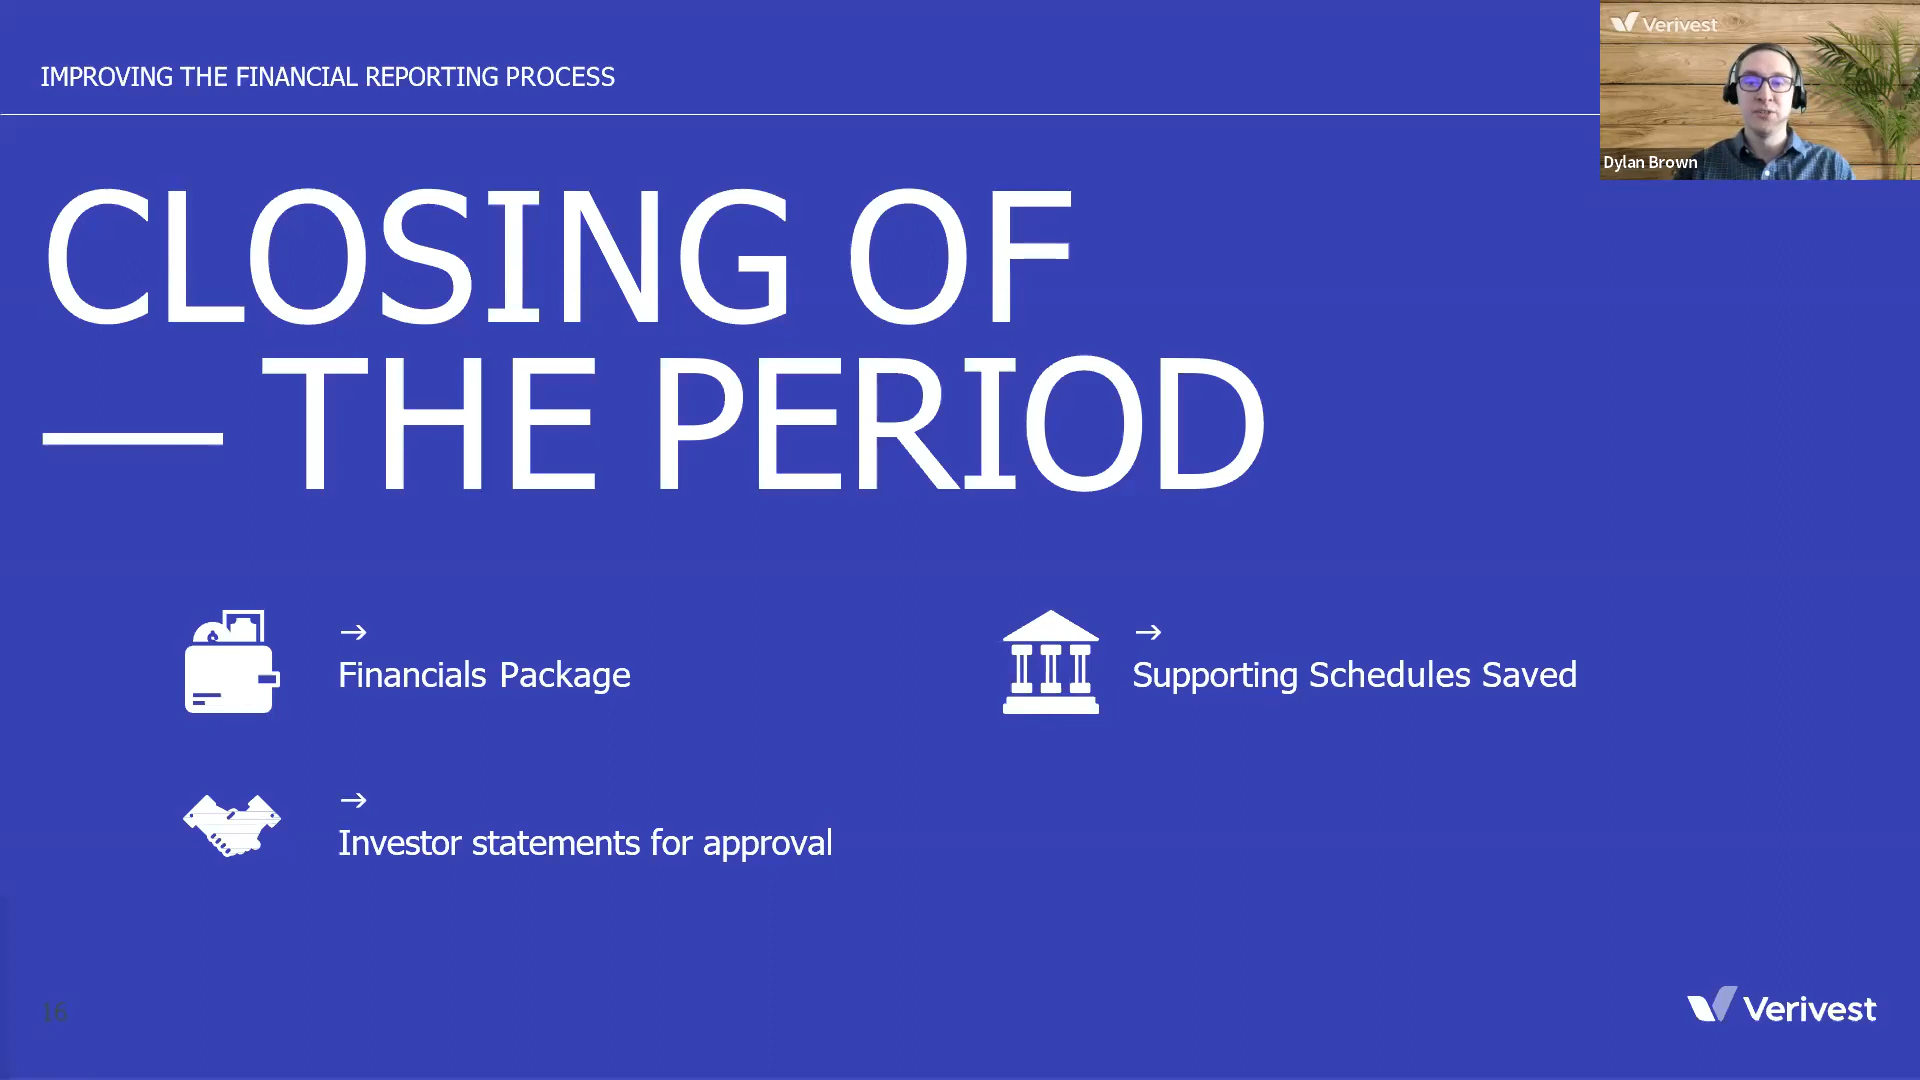 IMPROVING THE FINANCIAL REPORTING PROCESS
Verivest
Dylan Brown
CLOSING OF
— THE PERIOD
→
Financials Package
→
Supporting Schedules Saved
→
Investor statements for approval
16
Verivest